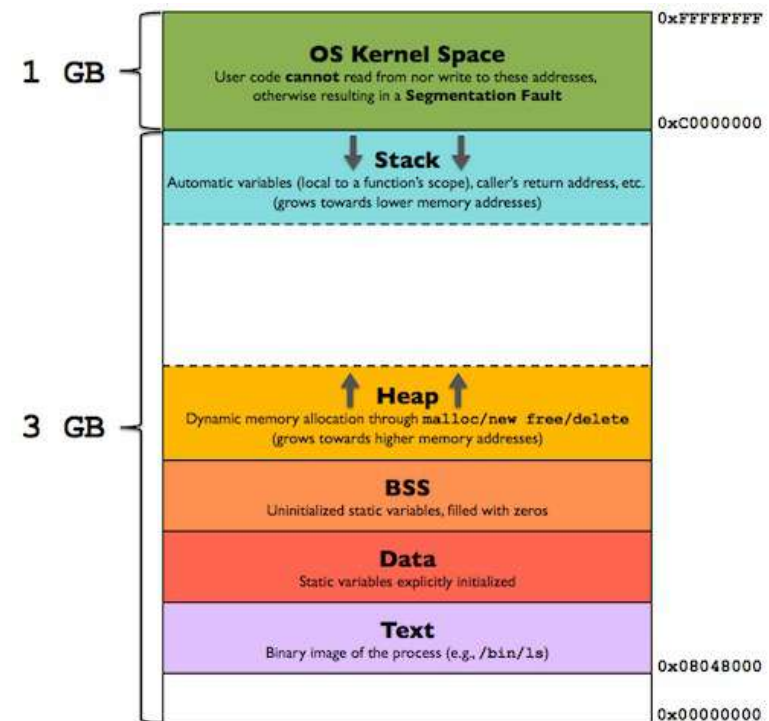 0xFFFFFFFF
1 GB
OS Kernel Space
User code cannot read from nor write to these addresses,
otherwise resulting in a Segmentation Fault
0xC0000000
Stack
Automatic variables (local to a function's scope), caller's return address, etc.
(grows towards lower memory addresses)
3 GB
Heap
Dynamic memory allocation through malloc/new free/delete
(grows towards higher memory addresses)
BSS
Uninitialized static variables, filled with zeros
Data
Static variables explicitly initialized
Text
Binary image of the process (e.g., /bin/ls)
0x08048000
0x00000000